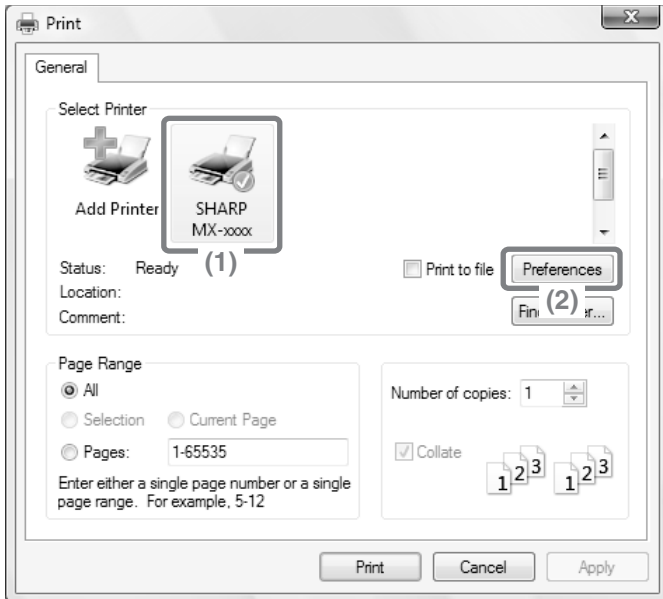 Print
X
General
Select Printer
Add Printer
SHARP
MX-xxxx
(1)
Status: Ready
Location:
Comment:
Print to file
Preferences
(2)
Page Range
All
Selection
Current Page
Pages: 1-65535
Enter either a single page number or a single
page range. For example, 5-12
Number of copies: 1
Collate
1 2 3 1 2 3
Print
Cancel
Apply